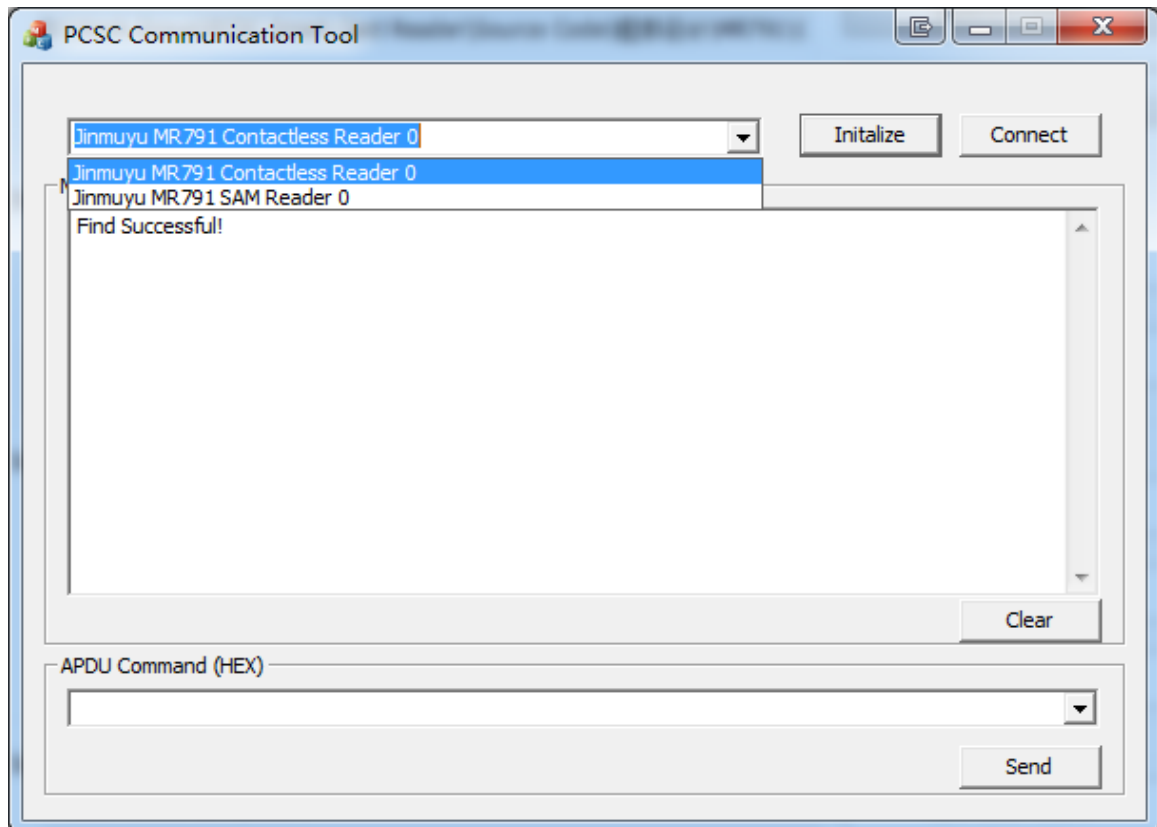 PCSC Communication Tool
Jinmuyu MR791 Contactless Reader 0
Initalize
Connect
Jinmuyu MR791 Contactless Reader 0
Jinmuyu MR791 SAM Reader 0
Find Successful!
Clear
APDU Command (HEX)
Send